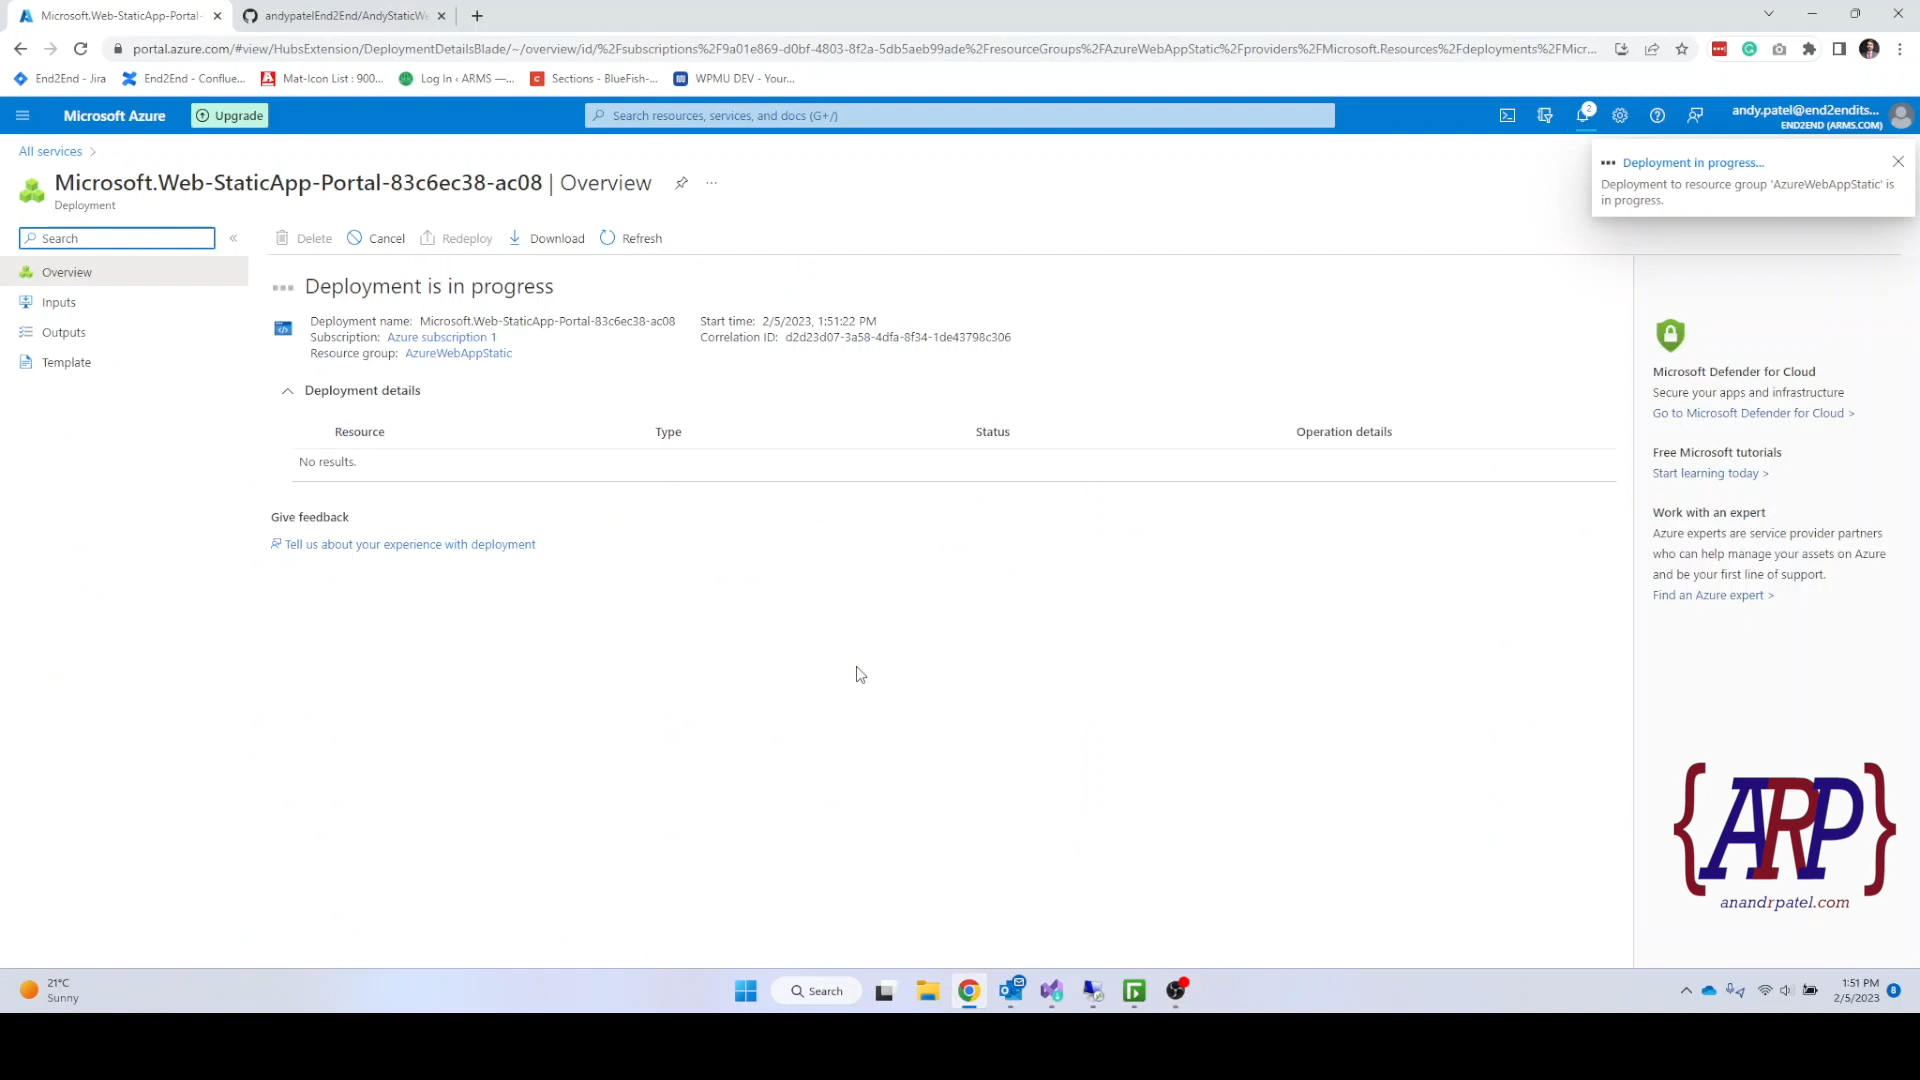 Microsoft.Web-StaticApp-Portal-
andypatelEnd2End/AndyStaticWe
portal.azure.com/#view/HubsExtension/DeploymentDetailsBlade/~/overview/id/%2Fsubscriptions%2F9a01e869-d0bf-4803-8f2a-5db5aeb99ade%2FresourceGroups%2FAzureWebAppStatic%2Fproviders%2FMicrosoft.Resources%2Fdeployments%2FMicr...
End2End - Jira
End2End - Conflue...
Mat-Icon List : 900...
Log In ‹ ARMS —...
Sections - BlueFish-...
WPMU DEV - Your...
Microsoft Azure
Upgrade
Search resources, services, and docs (G+/)
2
andy.patel@end2endits...
END2END (ARMS.COM)
All services >
Microsoft.Web-StaticApp-Portal-83c6ec38-ac08 | Overview
Deployment
Deployment in progress...
Deployment to resource group 'AzureWebAppStatic' is
in progress.
Search
Delete
Cancel
Redeploy
Download
Refresh
Overview
Inputs
Outputs
Template
Deployment is in progress
Deployment name: Microsoft.Web-StaticApp-Portal-83c6ec38-ac08
Subscription: Azure subscription 1
Resource group: AzureWebAppStatic
Start time: 2/5/2023, 1:51:22 PM
Correlation ID: d2d23d07-3a58-4dfa-8f34-1de43798c306
Deployment details
Resource
Type
Status
Operation details
No results.
Give feedback
Tell us about your experience with deployment
Microsoft Defender for Cloud
Secure your apps and infrastructure
Go to Microsoft Defender for Cloud >
Free Microsoft tutorials
Start learning today >
Work with an expert
Azure experts are service provider partners
who can help manage your assets on Azure
and be your first line of support.
Find an Azure expert >
{ARP}
anandrpatel.com
21°C
Sunny
Search
1:51 PM
2/5/2023
8